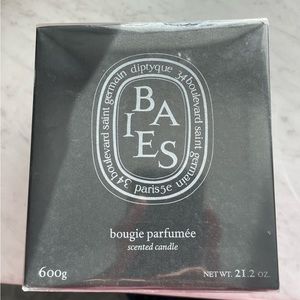 34 boulevard saint germain diptyque 34 boulevard saint germain paris5e
BA
IES
bougie parfumée
scented candle
600g
NET WT. 21.2 OZ.